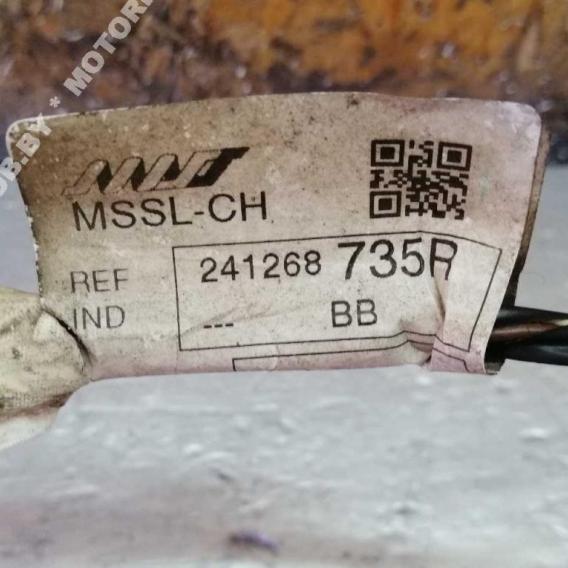 MSSL-CH
REF 241268 735R
IND --- BB